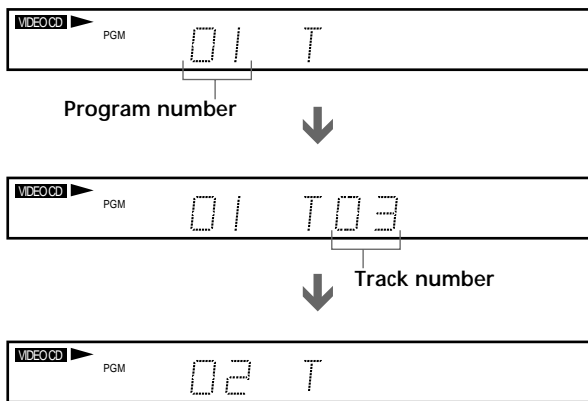 VIDEO CD
PGM
01 T
Program number
VIDEO CD
PGM
01 T03
Track number
VIDEO CD
PGM
02 T